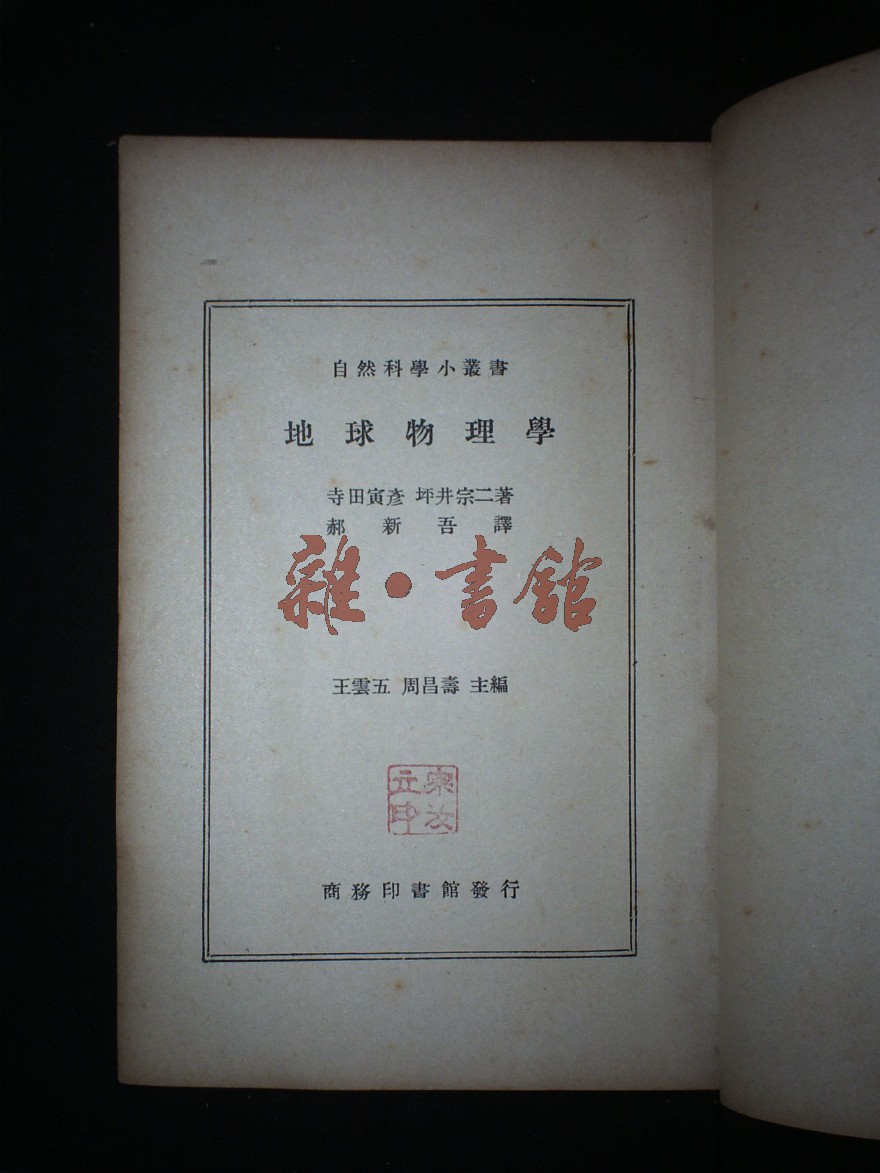 自然科學小叢書
地球物理學
寺田寅彥 坪井宗二著
郝新吾譯
雜·書館
王雲五 周昌壽 主編
商務印書館發行